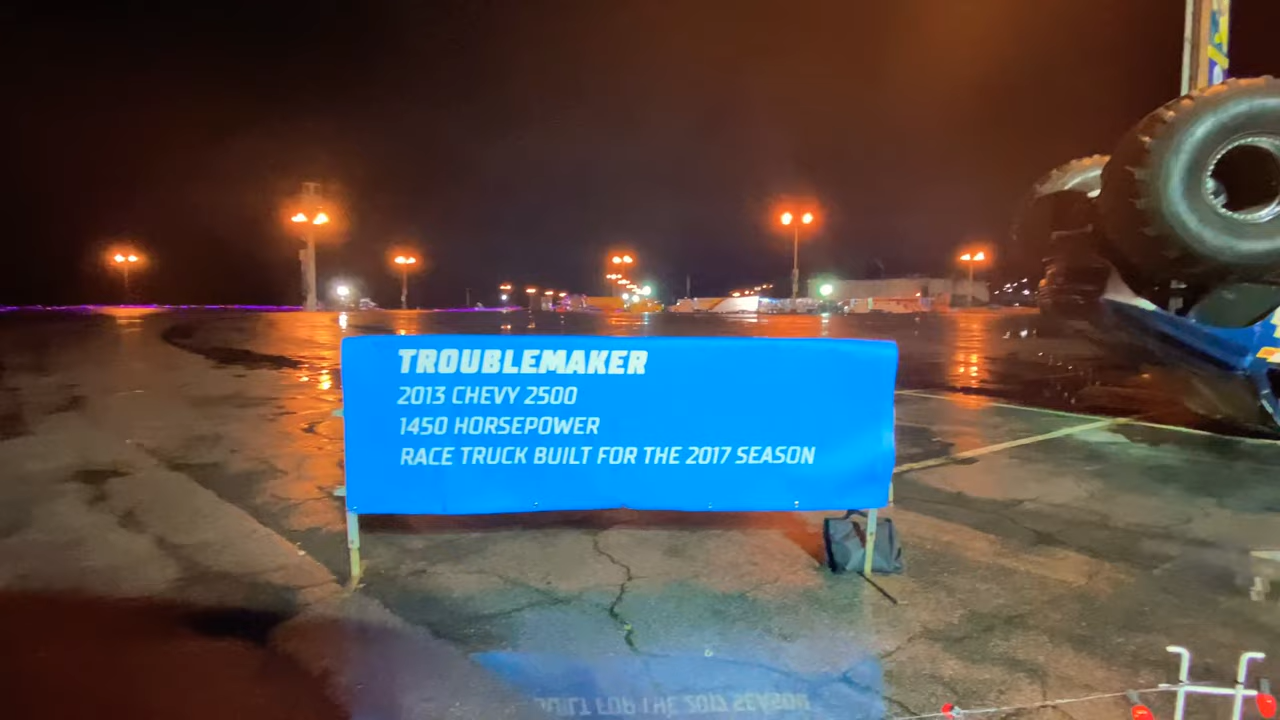 TROUBLEMAKER
2013 CHEVY 2500
1450 HORSEPOWER
RACE TRUCK BUILT FOR THE 2017 SEASON